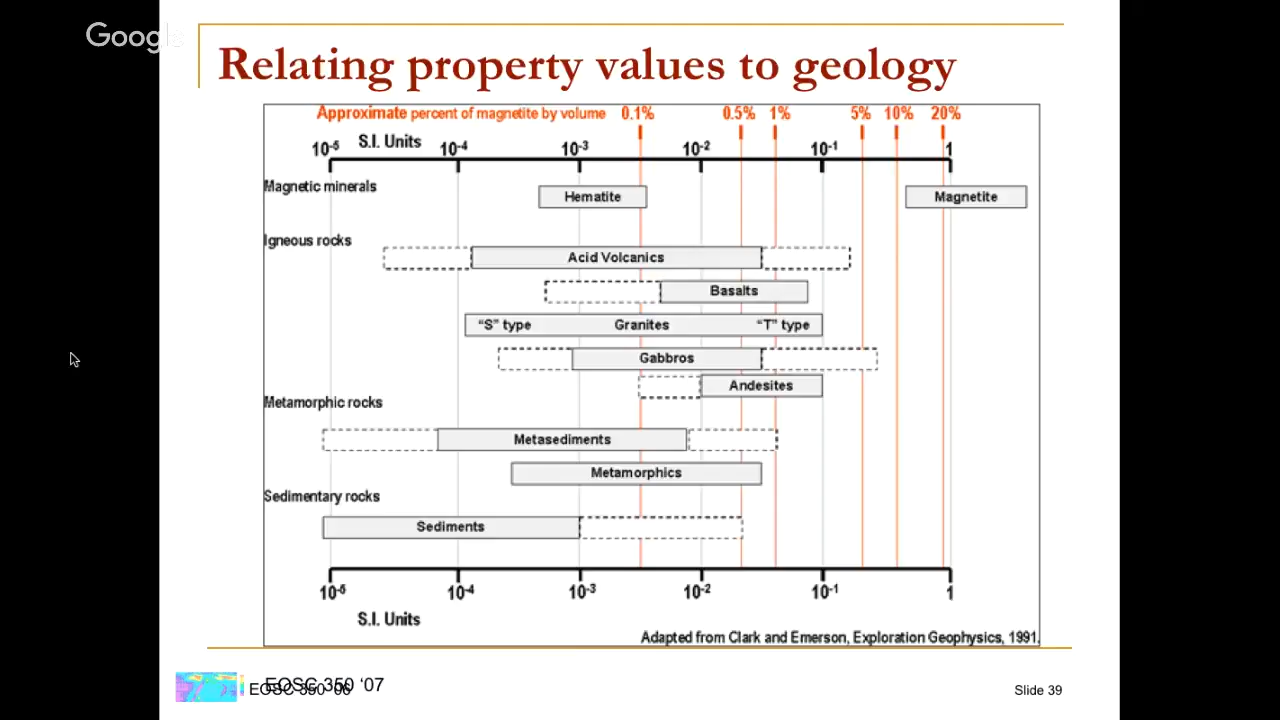 Google
Relating property values to geology
Approximate percent of magnetite by volume 0.1% 0.5% 1% 5% 10% 20%
S.I. Units
10-5 10-4 10-3 10-2 10-1 1
Magnetic minerals
Hematite Magnetite
Igneous rocks
Acid Volcanics
Basalts
“S” type Granites “T” type
Gabbros
Andesites
Metamorphic rocks
Metasediments
Metamorphics
Sedimentary rocks
Sediments
10-5 10-4 10-3 10-2 10-1 1
S.I. Units
Adapted from Clark and Emerson, Exploration Geophysics, 1991.
EOSC 350 ‘07
EOSC 350 '06
Slide 39